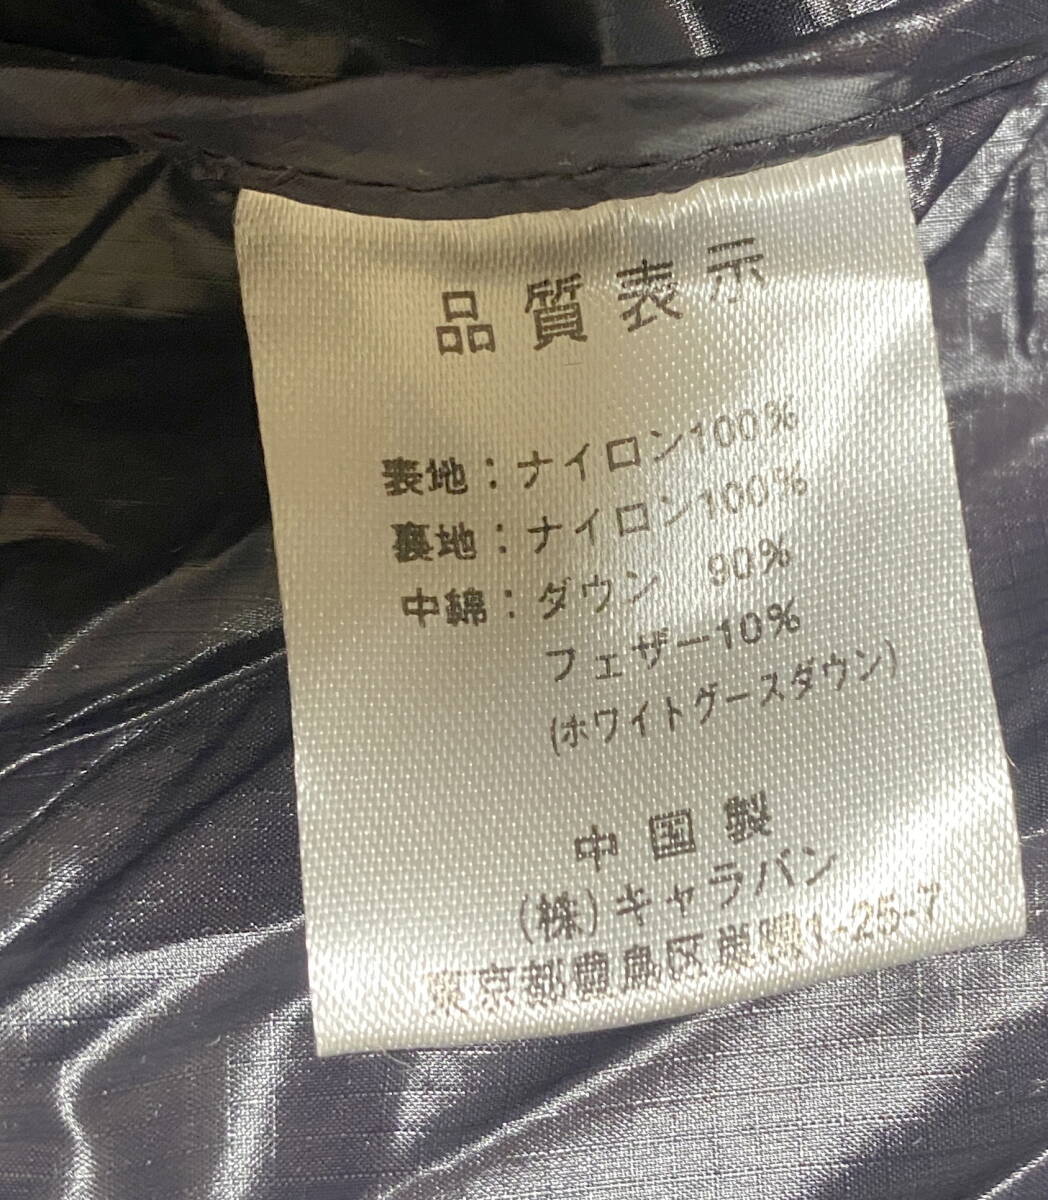 品質表示
表地：ナイロン100%
裏地：ナイロン100%
中綿：ダウン 90%
フェザー10%
(ホワイトグースダウン)
中国製
(株)キャラバン
東京都豊島区巣鴨1-25-7